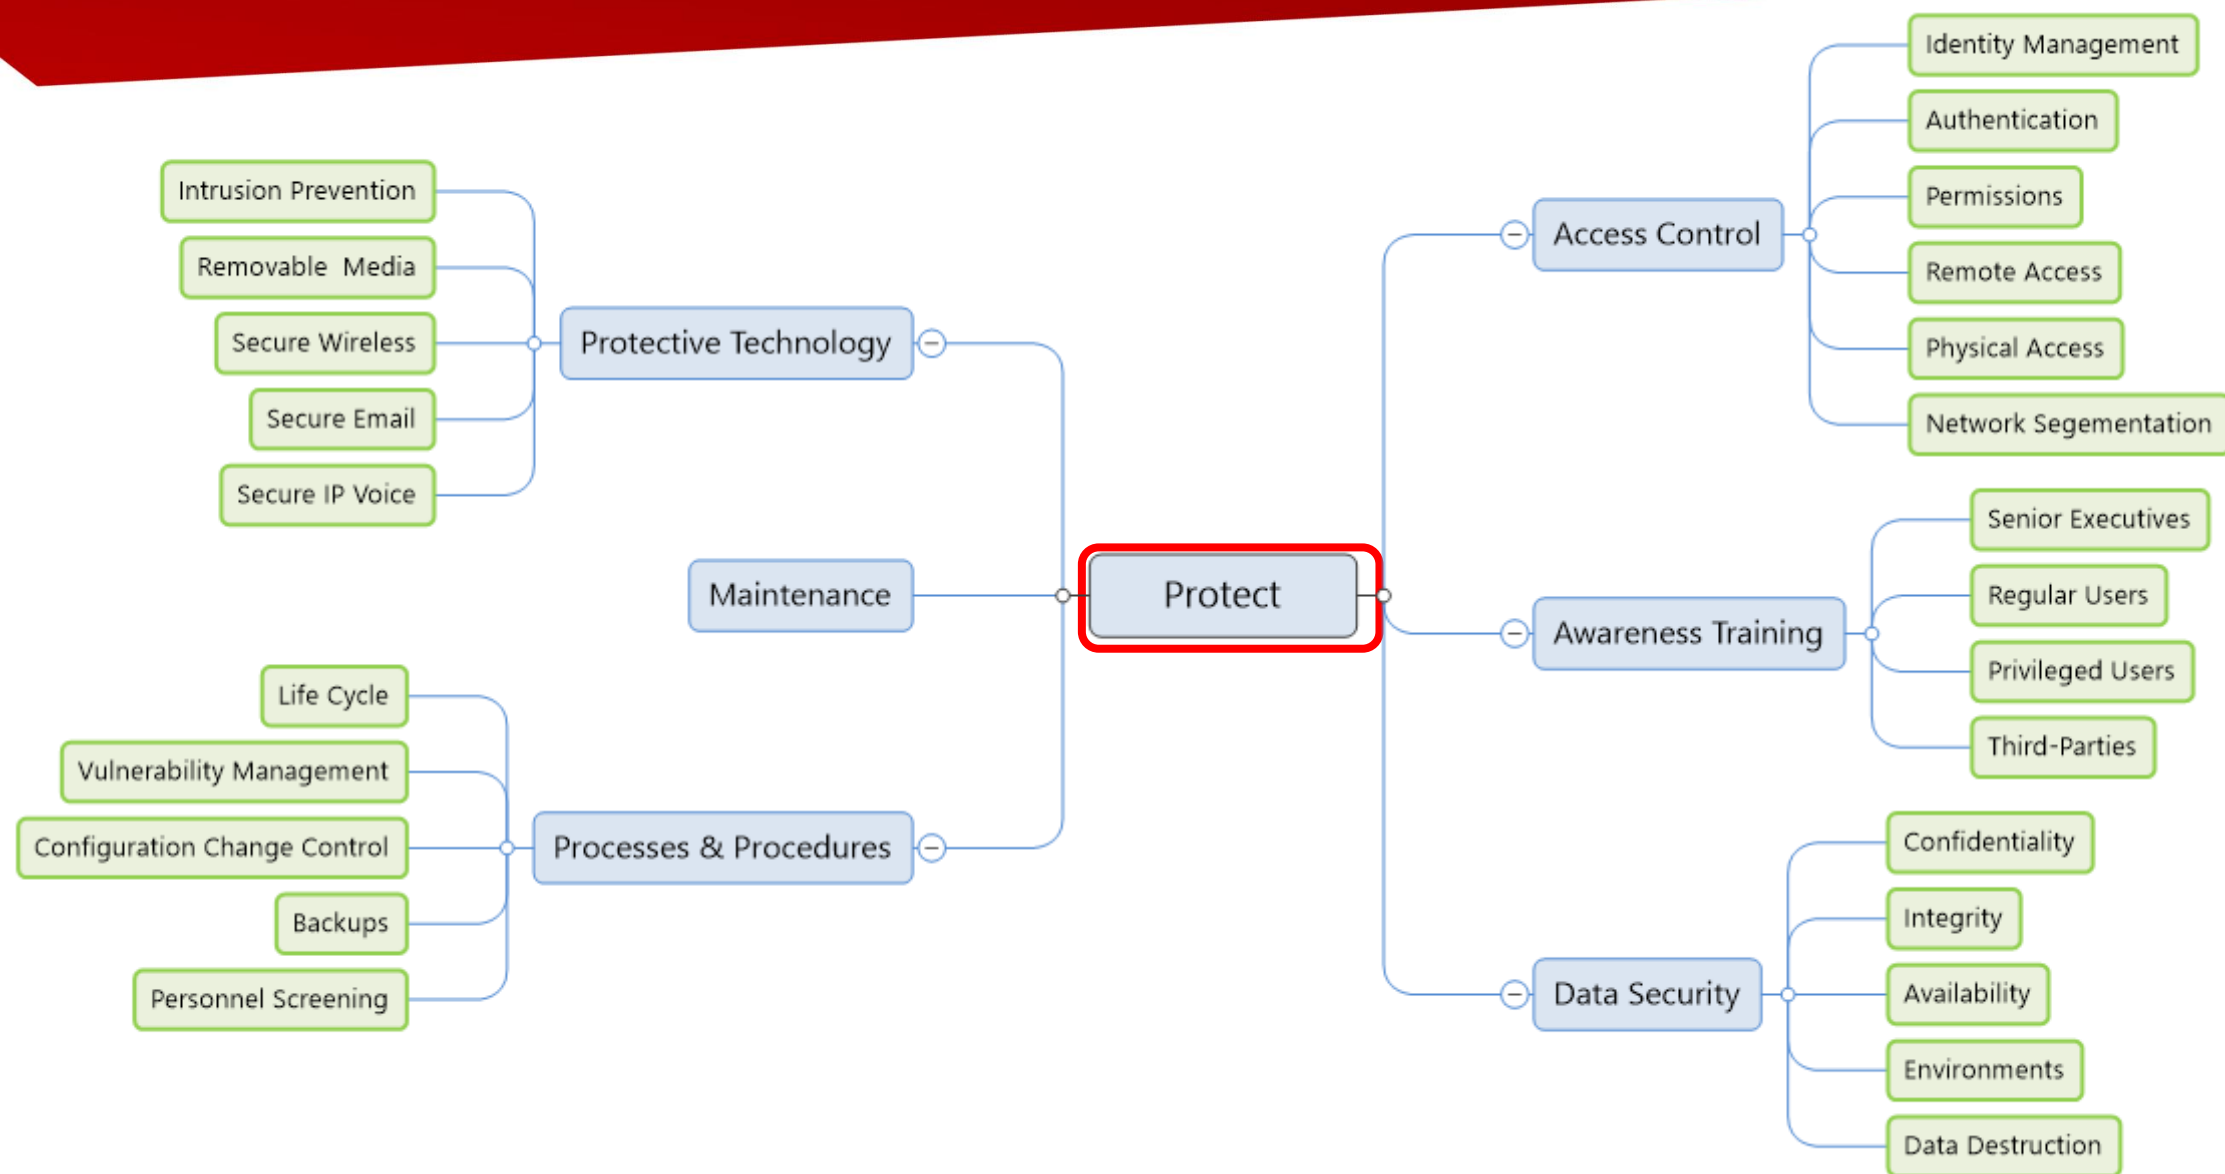 Protect
Access Control
Identity Management
Authentication
Permissions
Remote Access
Physical Access
Network Segementation
Awareness Training
Senior Executives
Regular Users
Privileged Users
Third-Parties
Data Security
Confidentiality
Integrity
Availability
Environments
Data Destruction
Protective Technology
Intrusion Prevention
Removable  Media
Secure Wireless
Secure Email
Secure IP Voice
Maintenance
Processes & Procedures
Life Cycle
Vulnerability Management
Configuration Change Control
Backups
Personnel Screening